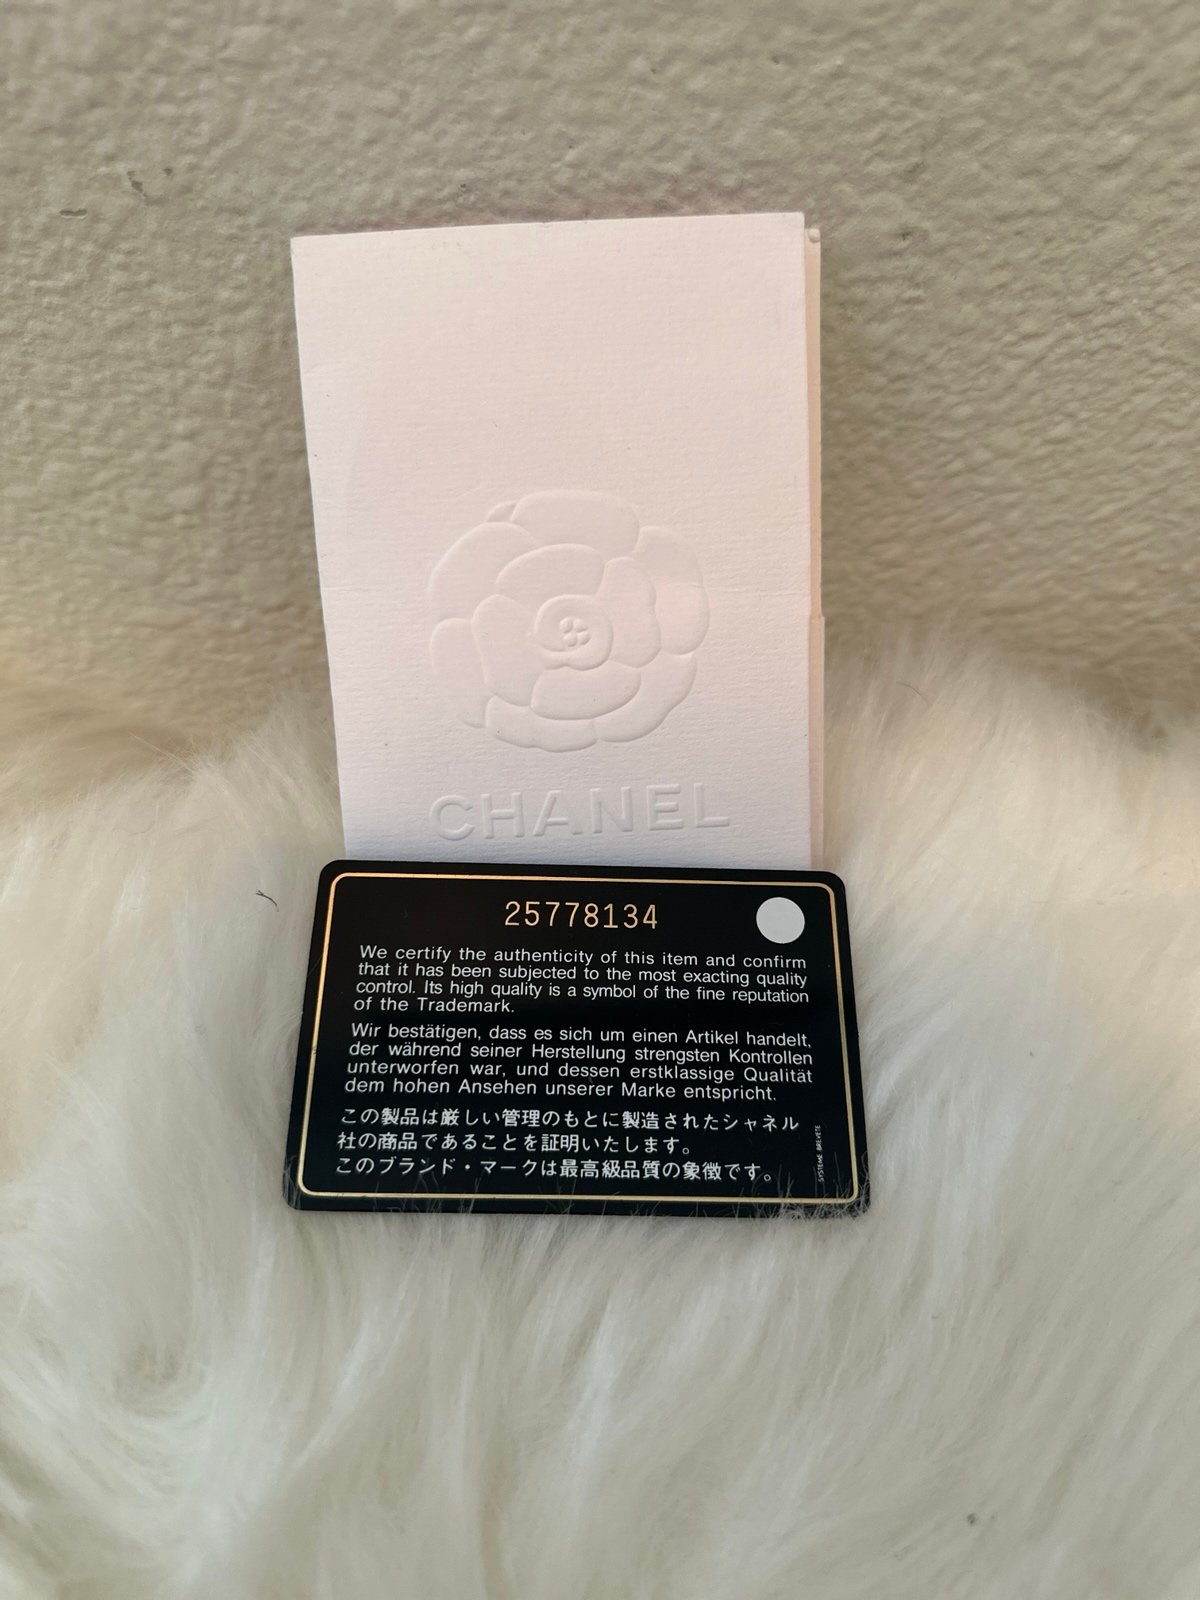 CHANEL
25778134
We certify the authenticity of this item and confirm
that it has been subjected to the most exacting quality
control. Its high quality is a symbol of the fine reputation
of the Trademark.
Wir bestätigen, dass es sich um einen Artikel handelt,
der während seiner Herstellung strengsten Kontrollen
unterworfen war, und dessen erstklassige Qualität
dem hohen Ansehen unserer Marke entspricht.
この製品は厳しい管理のもとに製造されたシャネル
社の商品であることを証明いたします。
このブランド・マークは最高級品質の象徴です。
SYSTEME BREVETE